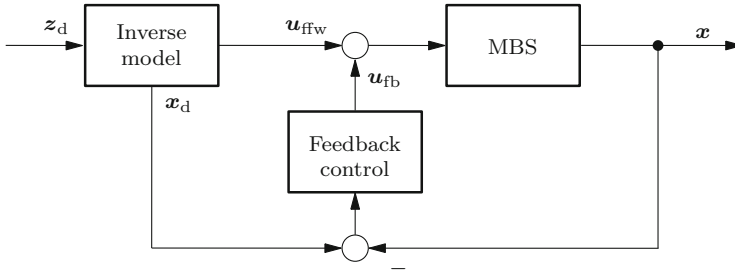 z_d
Inverse
model
u_ffw
MBS
x
u_fb
x_d
Feedback
control
−